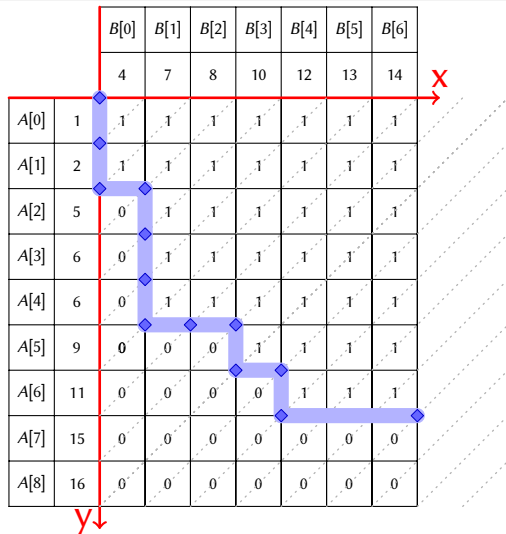 B[0] B[1] B[2] B[3] B[4] B[5] B[6]
4 7 8 10 12 13 14
x
A[0] 1 1 1 1 1 1 1 1
A[1] 2 1 1 1 1 1 1 1
A[2] 5 0 1 1 1 1 1 1
A[3] 6 0 1 1 1 1 1 1
A[4] 6 0 1 1 1 1 1 1
A[5] 9 0 0 0 1 1 1 1
A[6] 11 0 0 0 0 1 1 1
A[7] 15 0 0 0 0 0 0 0
A[8] 16 0 0 0 0 0 0 0
y